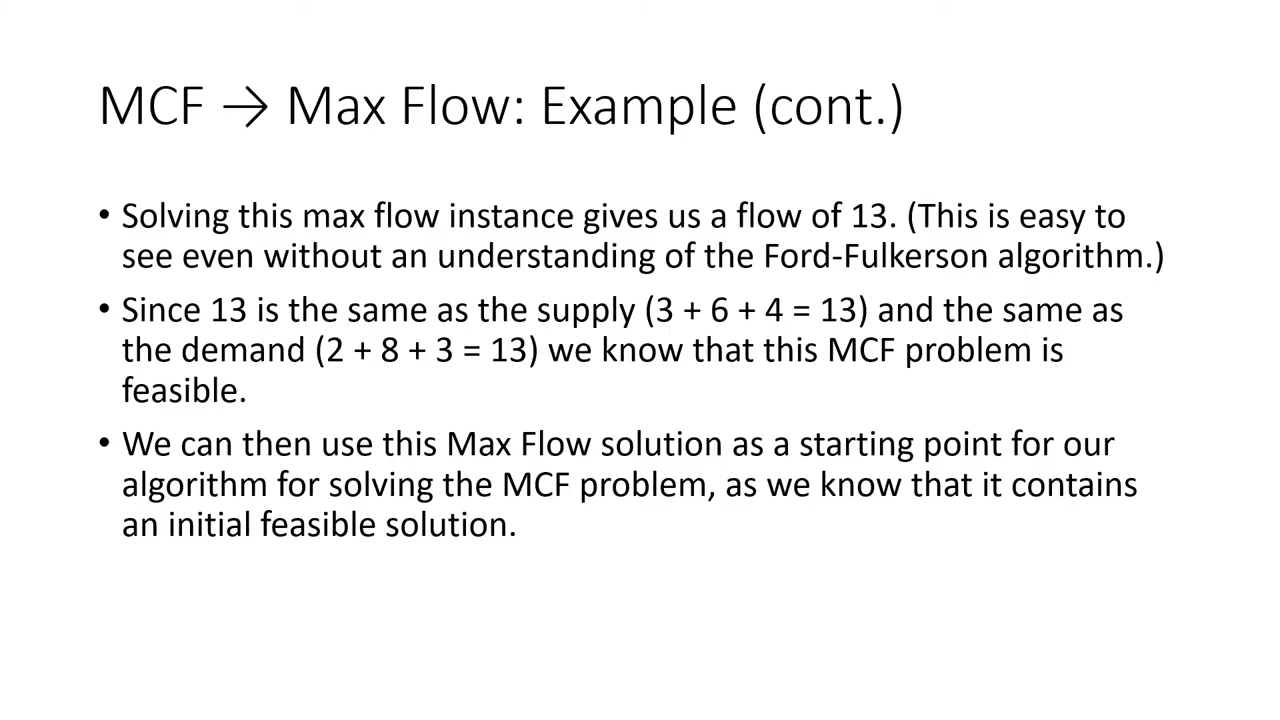 MCF → Max Flow: Example (cont.)
• Solving this max flow instance gives us a flow of 13. (This is easy to
see even without an understanding of the Ford-Fulkerson algorithm.)
• Since 13 is the same as the supply (3 + 6 + 4 = 13) and the same as
the demand (2 + 8 + 3 = 13) we know that this MCF problem is
feasible.
• We can then use this Max Flow solution as a starting point for our
algorithm for solving the MCF problem, as we know that it contains
an initial feasible solution.